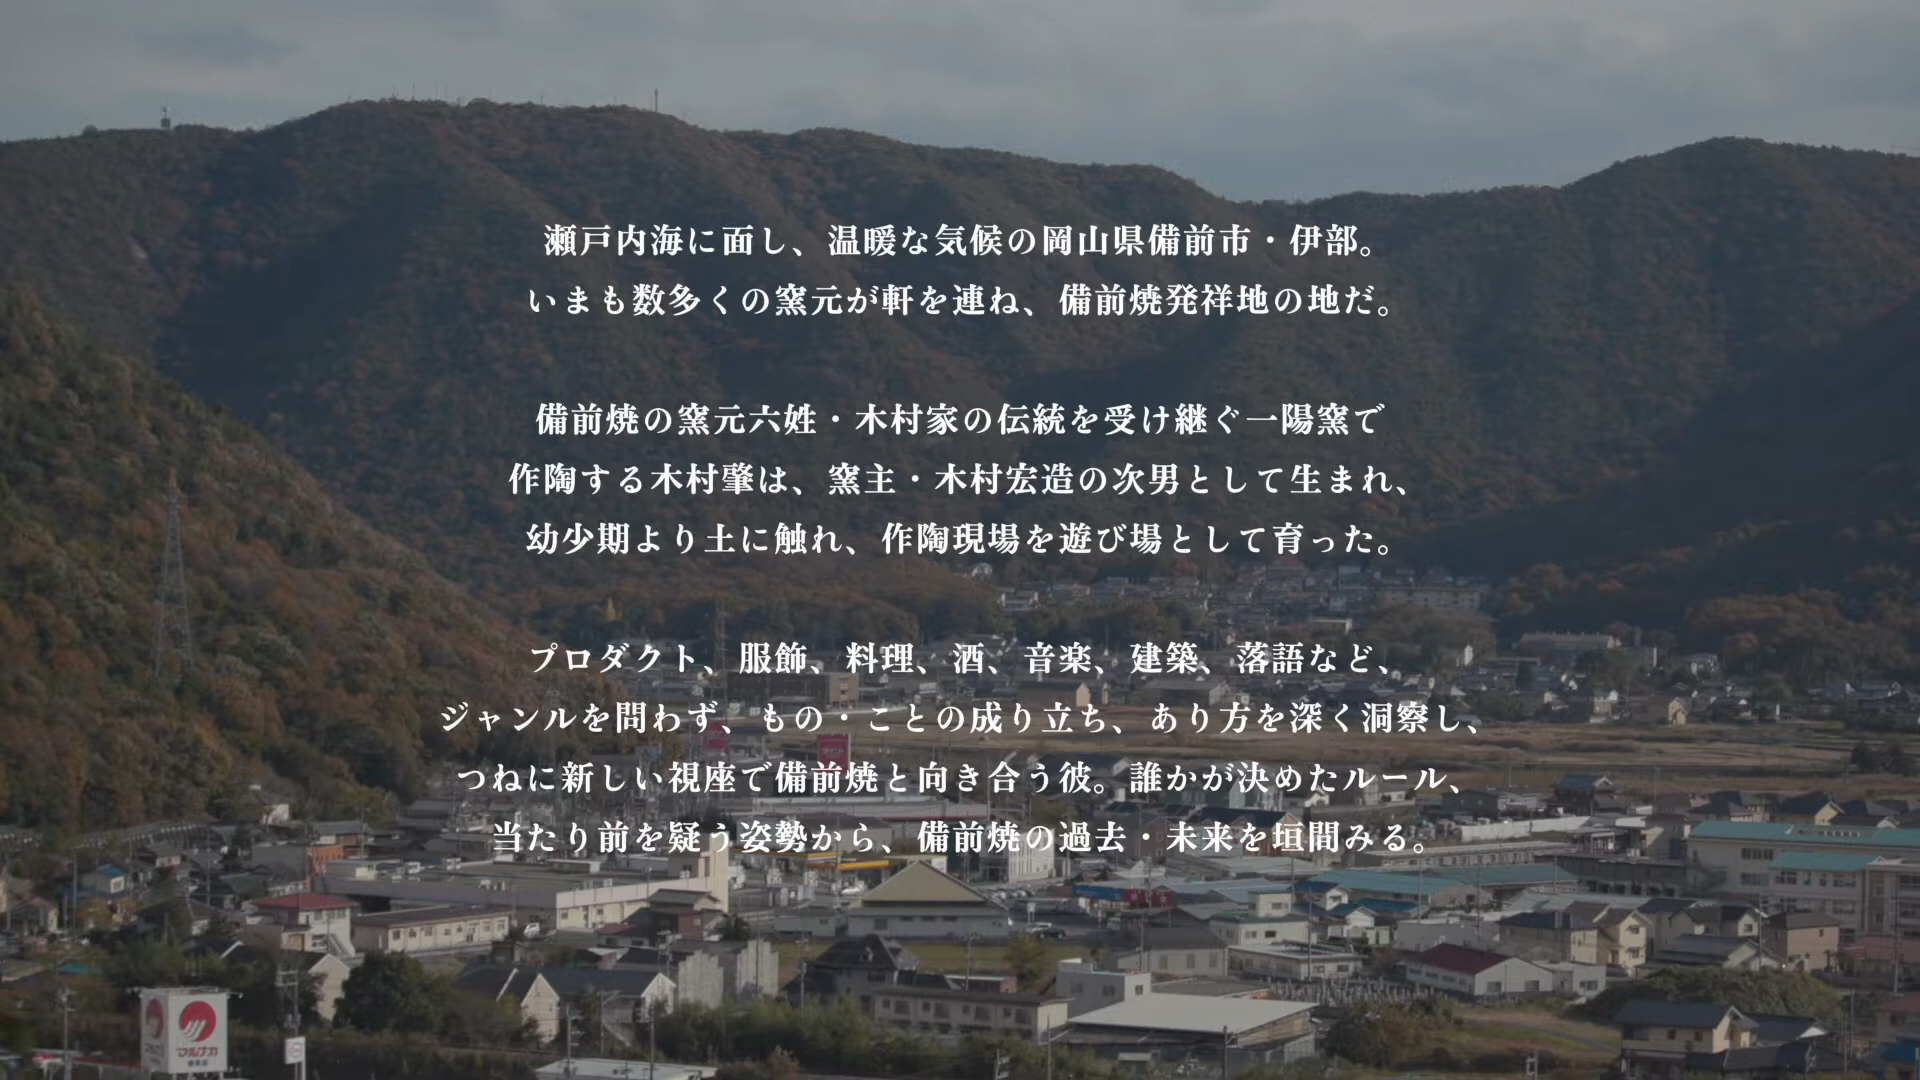 瀬戸内海に面し、温暖な気候の岡山県備前市・伊部。
いまも数多くの窯元が軒を連ね、備前焼発祥地の地だ。
備前焼の窯元六姓・木村家の伝統を受け継ぐ一陽窯で
作陶する木村肇は、窯主・木村宏造の次男として生まれ、
幼少期より土に触れ、作陶現場を遊び場として育った。
プロダクト、服飾、料理、酒、音楽、建築、落語など、
ジャンルを問わず、もの・ことの成り立ち、あり方を深く洞察し、
つねに新しい視座で備前焼と向き合う彼。誰かが決めたルール、
当たり前を疑う姿勢から、備前焼の過去・未来を垣間みる。
マルナカ